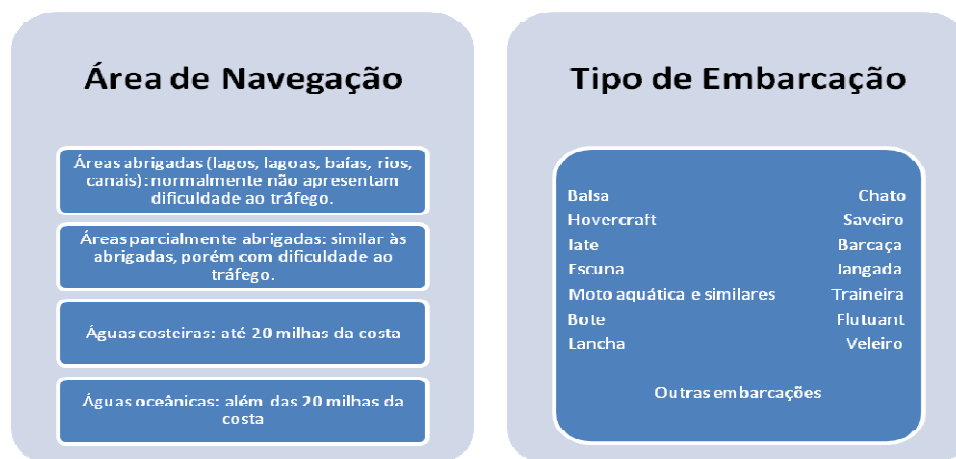 Área de Navegação
Áreas abrigadas (lagos, lagoas, baías, rios,
canais): normalmente não apresentam
dificuldade ao tráfego.
Áreas parcialmente abrigadas: similar às
abrigadas, porém com dificuldade ao
tráfego.
Águas costeiras: até 20 milhas da costa
Águas oceânicas: além das 20 milhas da
costa
Tipo de Embarcação
Balsa Chato
Hovercraft Saveiro
Iate Barcaça
Escuna Jangada
Moto aquática e similares Traineira
Bote Flutuant
Lancha Veleiro
Outras embarcações